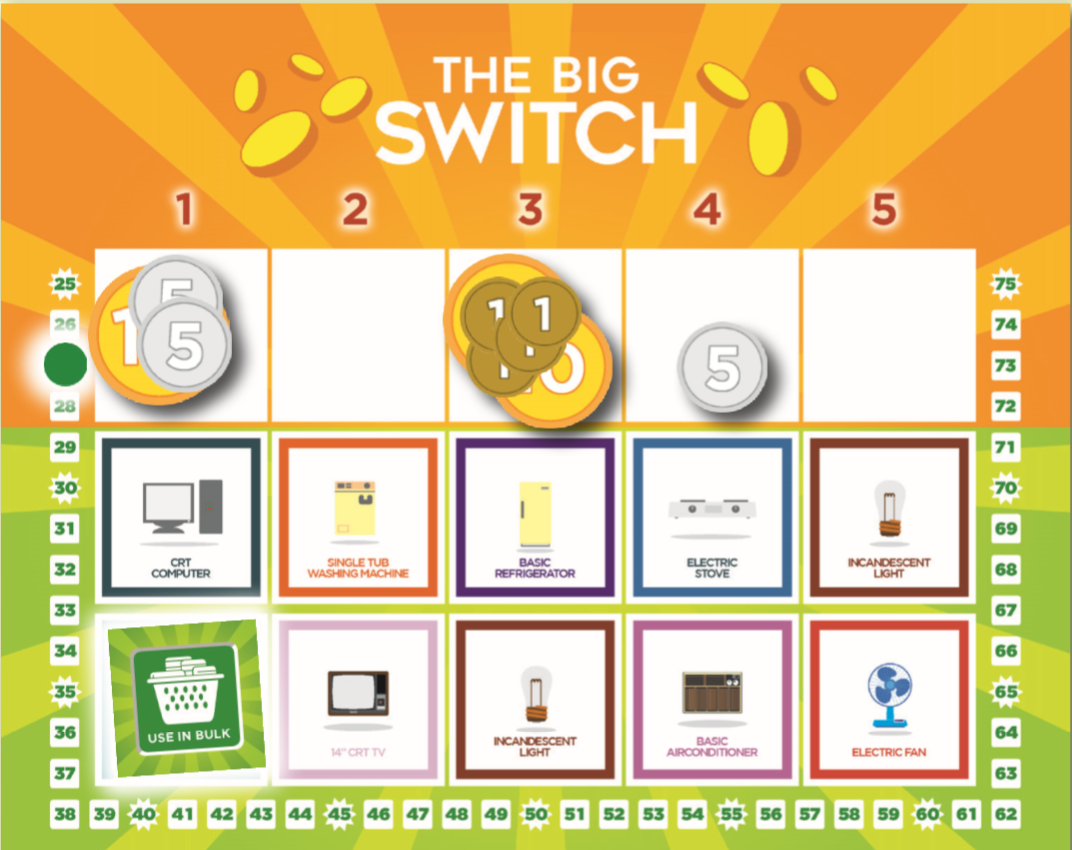 THE BIG
SWITCH
1 2 3 4 5
25 5 1 1 75
26 74
1 5 1 5 73
1 0
28 72
29 71
30 70
31 69
CRT
COMPUTER
SINGLE TUB
WASHING MACHINE
BASIC
REFRIGERATOR
ELECTRIC
STOVE
INCANDESCENT
LIGHT
32 68
33 67
34 66
35 65
36 64
USE IN BULK
14" CRT TV
INCANDESCENT
LIGHT
BASIC
AIRCONDITIONER
ELECTRIC FAN
37 63
38 39 40 41 42 43 44 45 46 47 48 49 50 51 52 53 54 55 56 57 58 59 60 61 62